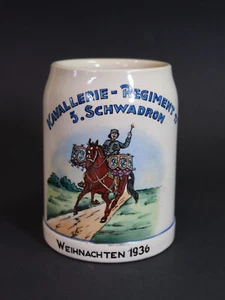 KAVALLERIE-REGIMENT
3. SCHWADRON
WEIHNACHTEN 1936